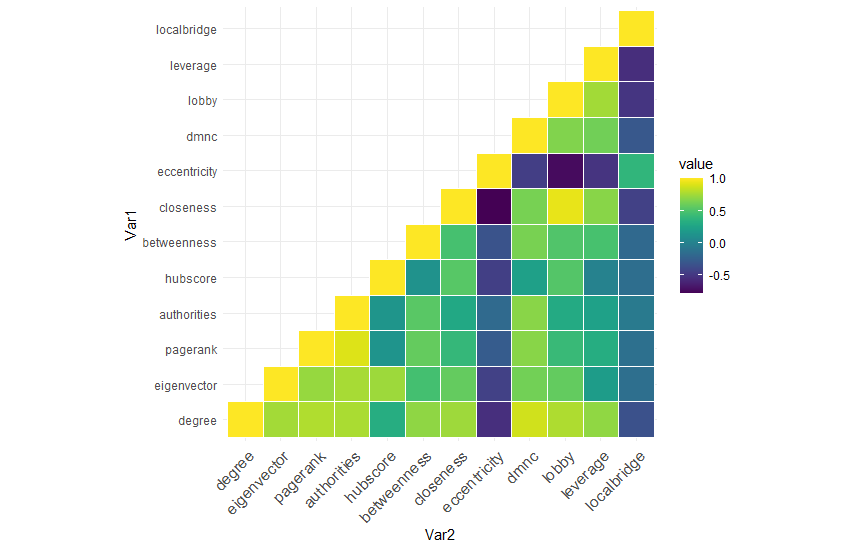 localbridge
leverage
lobby
dmnc
eccentricity
closeness
betweenness
hubscore
authorities
pagerank
eigenvector
degree
Var1
degree
eigenvector
pagerank
authorities
hubscore
betweenness
closeness
eccentricity
dmnc
lobby
leverage
localbridge
Var2
value
1.0
0.5
0.0
-0.5